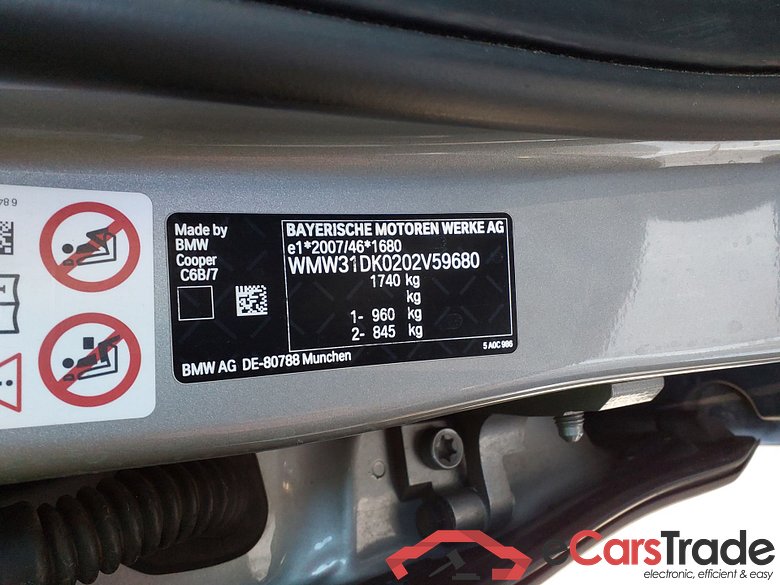 Made by
BMW
Cooper
C6B/7
BAYERISCHE MOTOREN WERKE AG
e1*2007/46*1680
WMW31DK0202V59680
1740 kg
kg
1- 960 kg
2- 845 kg
BMW AG DE-80788 Munchen
5 A0C 986
eCarsTrade
electronic, efficient & easy